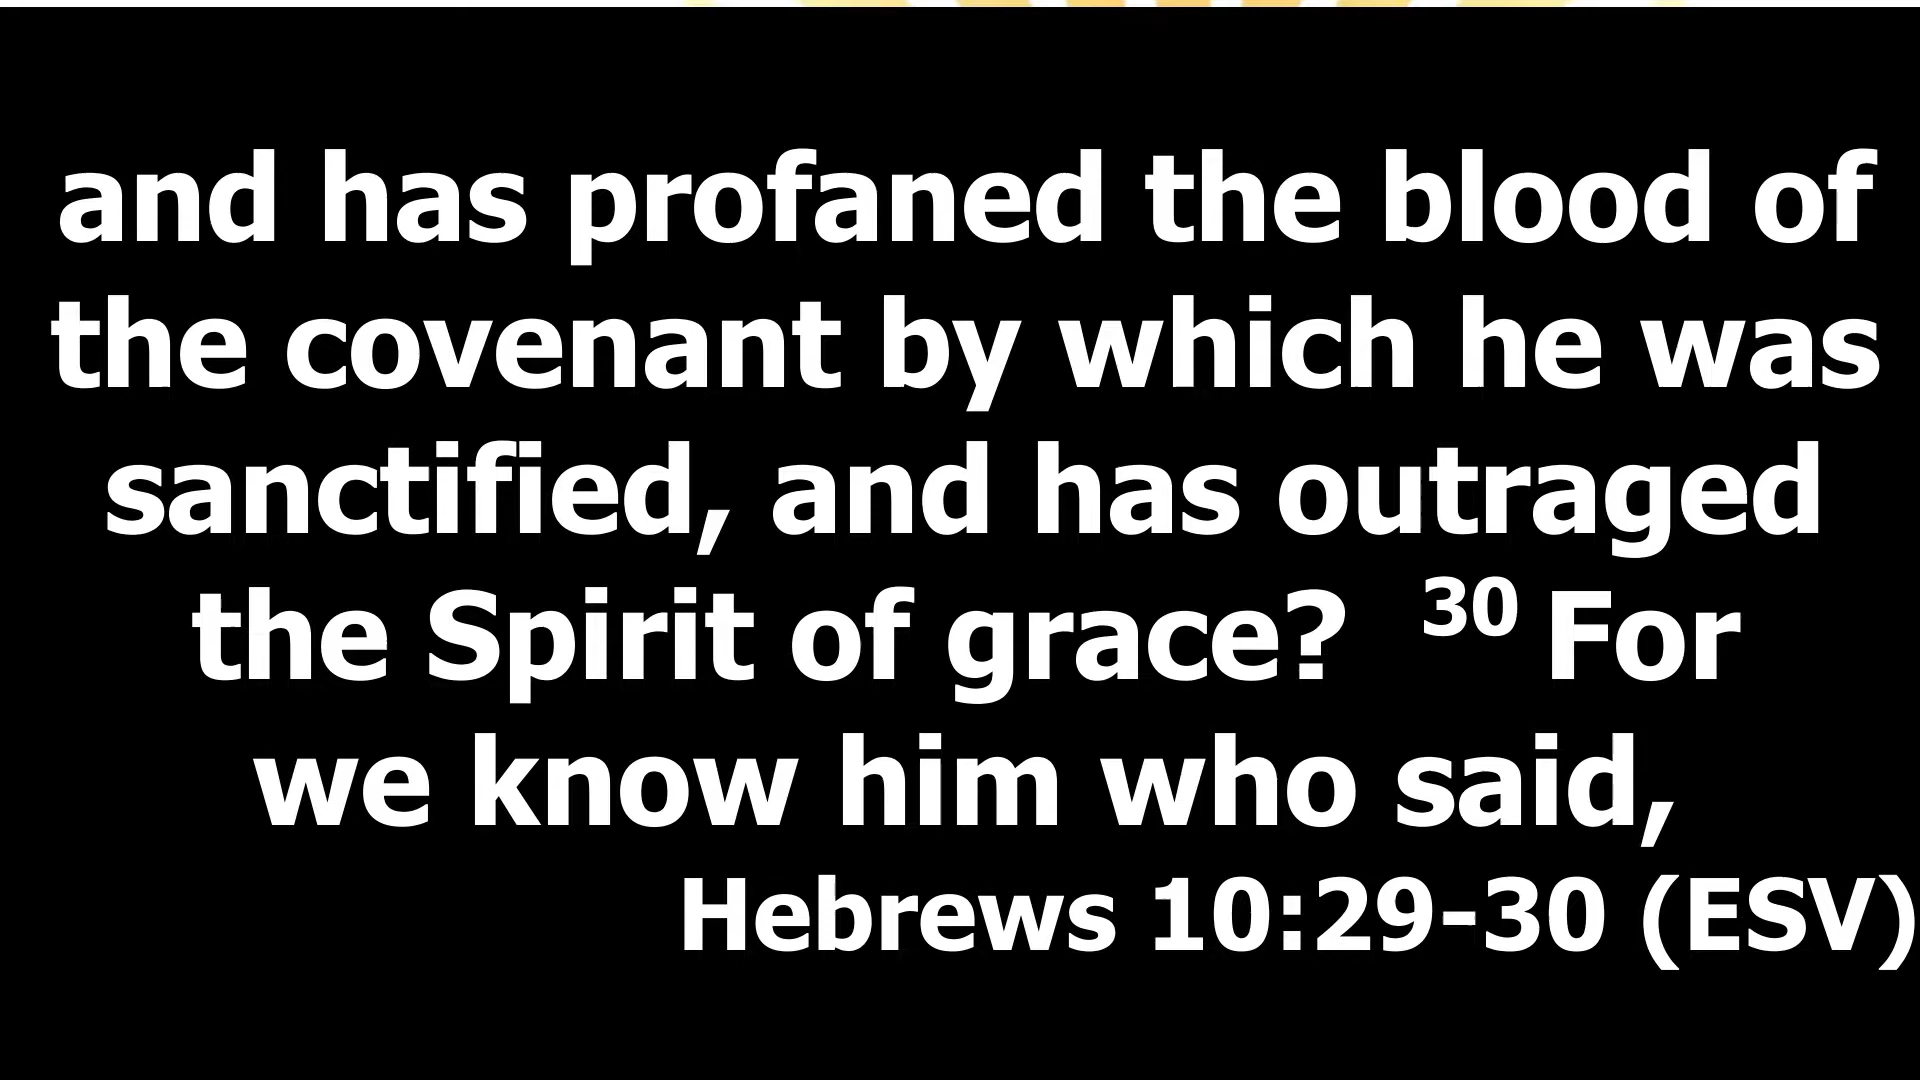 and has profaned the blood of
the covenant by which he was
sanctified, and has outraged
the Spirit of grace? 30 For
we know him who said,
Hebrews 10:29-30 (ESV)